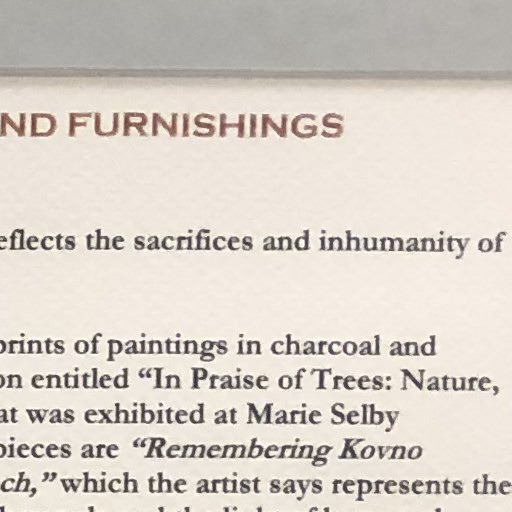 ND FURNISHINGS
eflects the sacrifices and inhumanity of
prints of paintings in charcoal and
on entitled “In Praise of Trees: Nature,
at was exhibited at Marie Selby
pieces are “Remembering Kovno
ch,” which the artist says represents the